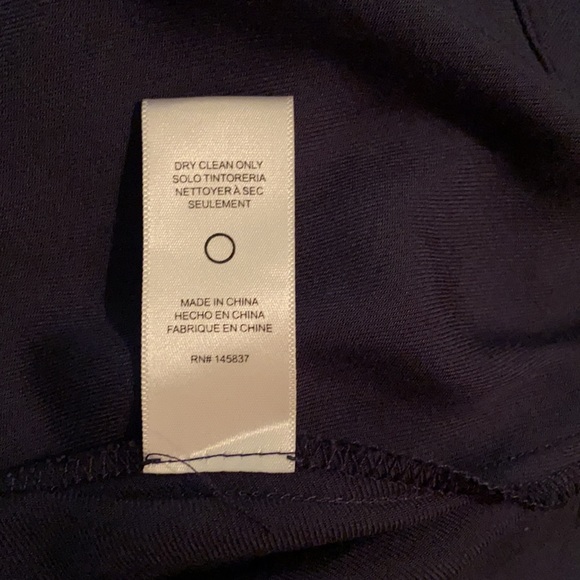 DRY CLEAN ONLY
SOLO TINTORERIA
NETTOYER À SEC
SEULEMENT
MADE IN CHINA
HECHO EN CHINA
FABRIQUE EN CHINE
RN# 145837